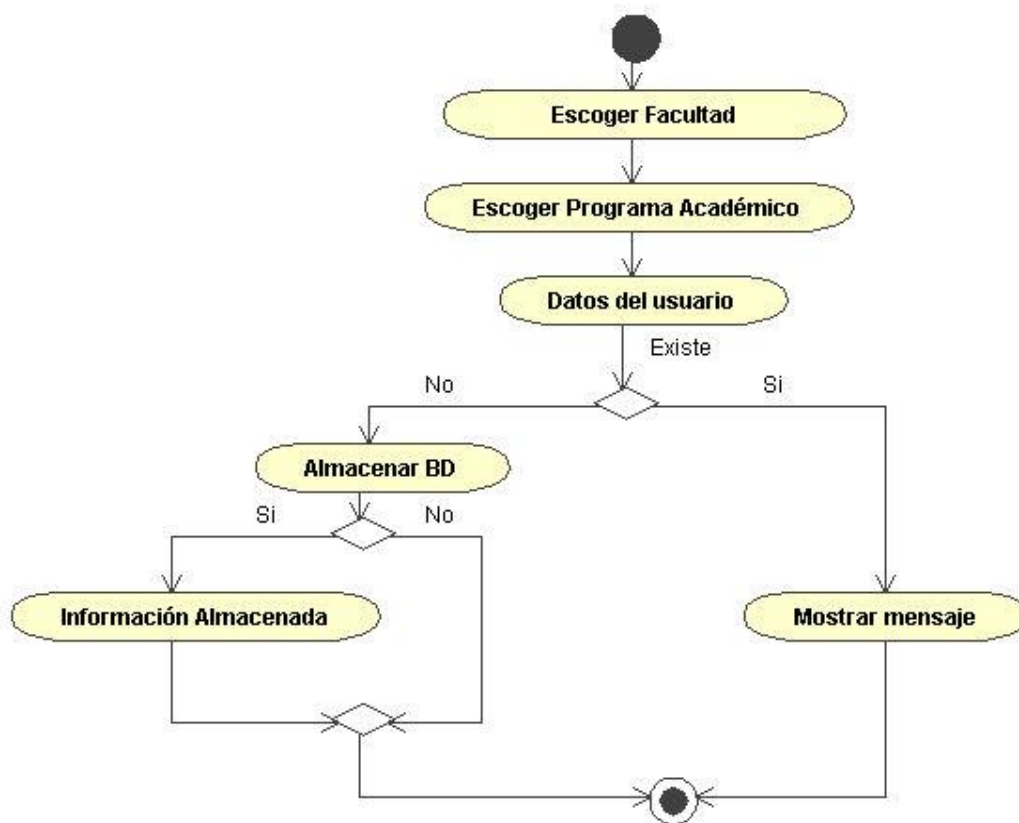 Escoger Facultad
Escoger Programa Académico
Datos del usuario
Existe
No
Si
Almacenar BD
Si
No
Información Almacenada
Mostrar mensaje